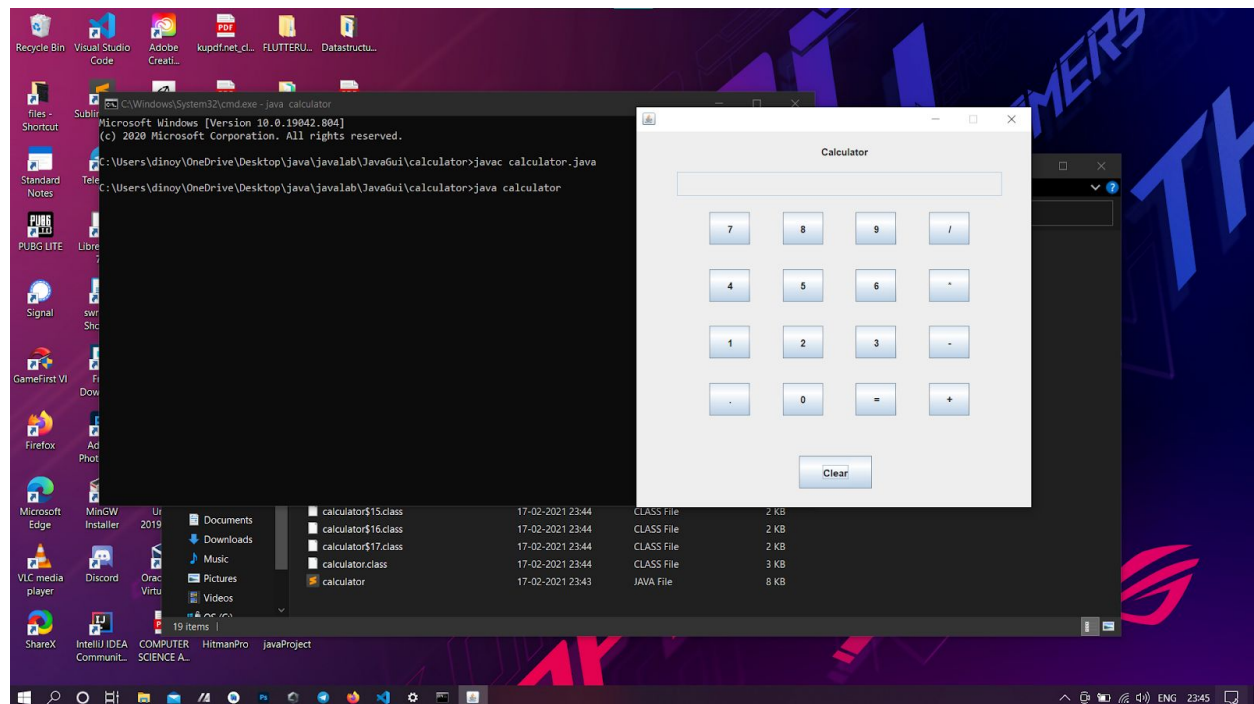 Recycle Bin
Visual Studio
Code
Adobe
Creati...
kupdf.net_cl...
FLUTTERU...
Datastructu...
files -
Shortcut
Standard
Notes
PUBG LITE
Signal
GameFirst VI
Firefox
Microsoft
Edge
MinGW
Installer
2019
VLC media
player
Discord
ShareX
IntelliJ IDEA
Communit...
COMPUTER
SCIENCE A...
HitmanPro
javaProject
C:\Windows\System32\cmd.exe - java calculator
Microsoft Windows [Version 10.0.19042.804]
(c) 2020 Microsoft Corporation. All rights reserved.
C:\Users\dinoy\OneDrive\Desktop\java\javalab\JavaGui\calculator>javac calculator.java
C:\Users\dinoy\OneDrive\Desktop\java\javalab\JavaGui\calculator>java calculator
Calculator
7 8 9 /
4 5 6 *
1 2 3 -
. 0 = +
Clear
Documents
Downloads
Music
Pictures
Videos
calculator$15.class 17-02-2021 23:44 CLASS File 2 KB
calculator$16.class 17-02-2021 23:44 CLASS File 2 KB
calculator$17.class 17-02-2021 23:44 CLASS File 2 KB
calculator.class 17-02-2021 23:44 CLASS File 3 KB
calculator 17-02-2021 23:43 JAVA File 8 KB
19 items
ENG 23:45